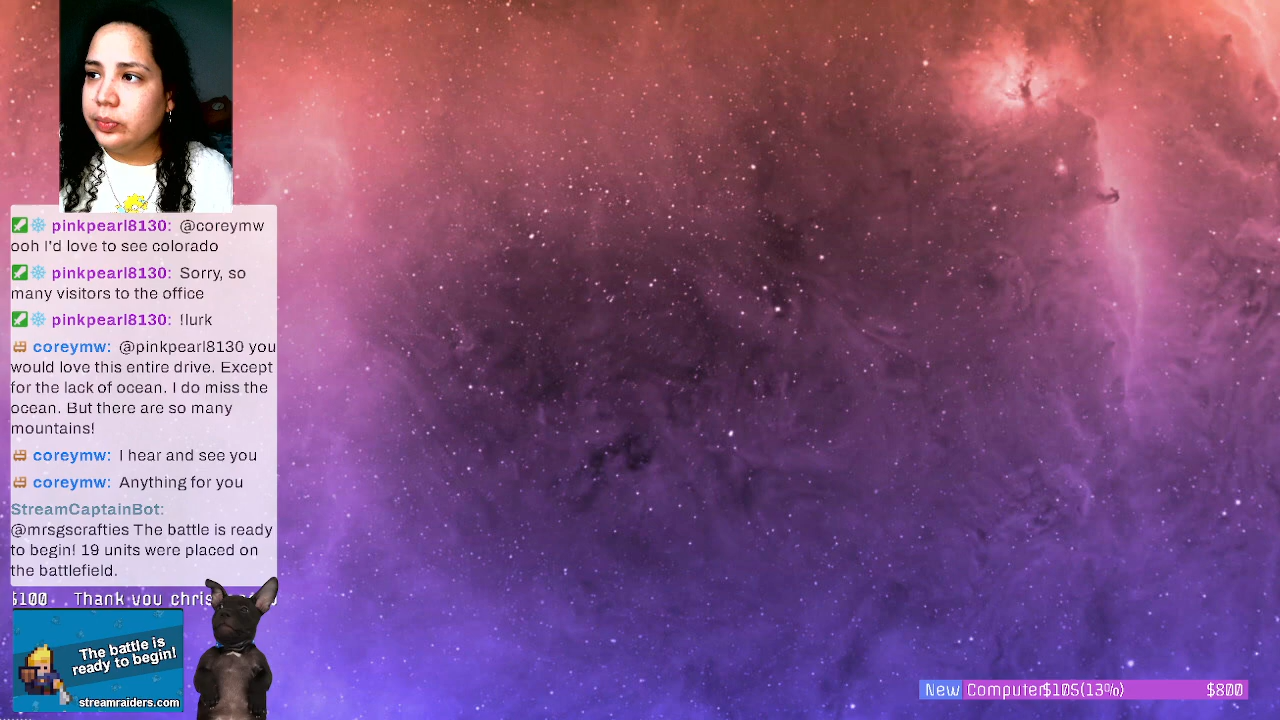 pinkpearl8130: @coreymw
ooh I'd love to see colorado
pinkpearl8130: Sorry, so
many visitors to the office
pinkpearl8130: !lurk
coreymw: @pinkpearl8130 you
would love this entire drive. Except
for the lack of ocean. I do miss the
ocean. But there are so many
mountains!
coreymw: I hear and see you
coreymw: Anything for you
StreamCaptainBot:
@mrsgscrafties The battle is ready
to begin! 19 units were placed on
the battlefield.
$100 Thank you
The battle is
ready to begin!
streamraiders.com
New Computer $105(13%) $800